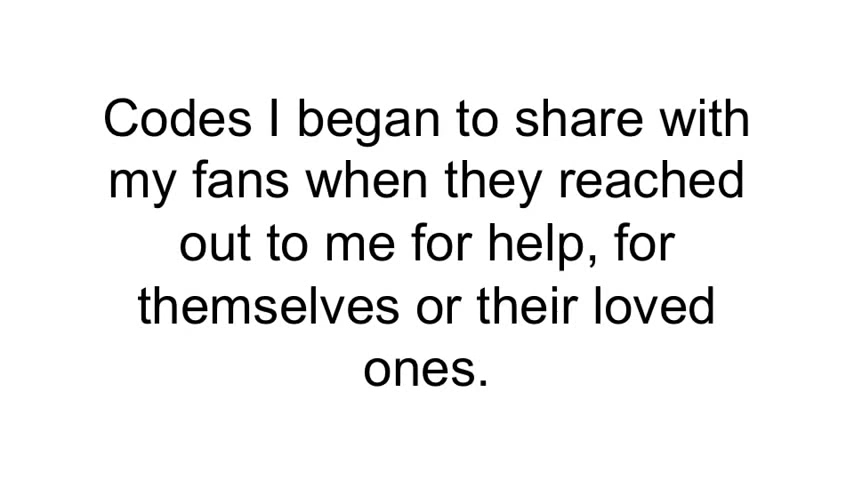 Codes I began to share with
my fans when they reached
out to me for help, for
themselves or their loved
ones.